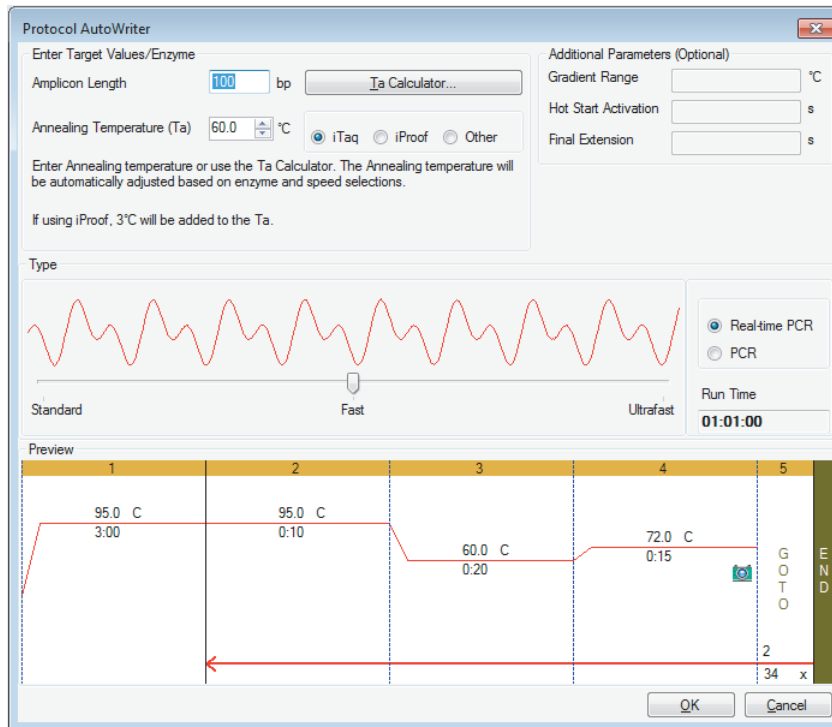 Protocol AutoWriter
Enter Target Values/Enzyme
Amplicon Length 100 bp Ta Calculator...
Annealing Temperature (Ta) 60.0 °C iTaq iProof Other
Enter Annealing temperature or use the Ta Calculator. The Annealing temperature will
be automatically adjusted based on enzyme and speed selections.
If using iProof, 3°C will be added to the Ta.
Additional Parameters (Optional)
Gradient Range °C
Hot Start Activation s
Final Extension s
Type
Standard Fast Ultrafast
Real-time PCR
PCR
Run Time
01:01:00
Preview
1 2 3 4 5
95.0 C
3:00
95.0 C
0:10
60.0 C
0:20
72.0 C
0:15
GOTO
2
34 x
END
OK Cancel